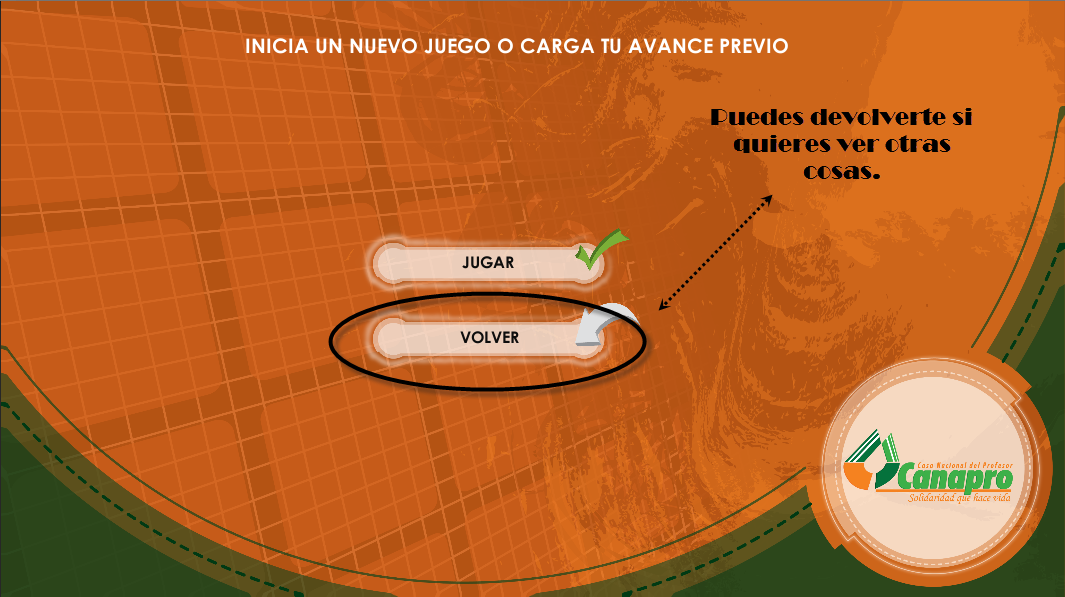 INICIA UN NUEVO JUEGO O CARGA TU AVANCE PREVIO
Puedes devolverte si
quieres ver otras
cosas.
JUGAR
VOLVER
Casa Nacional del Profesor
Canapro
Solidaridad que hace vida